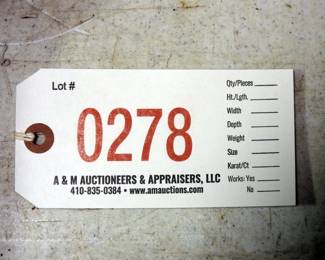 Lot #
0278
A & M AUCTIONEERS & APPRAISERS, LLC
410-835-0384 • www.amauctions.com
Qty/Pieces
Ht./Lgth.
Width
Depth
Weight
Size
Karat/Ct
Works: Yes
No